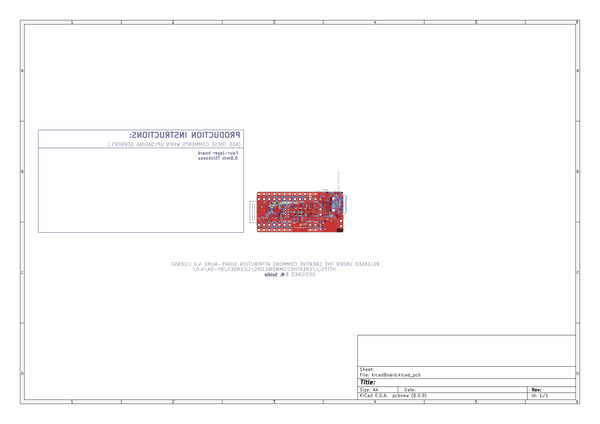 PRODUCTION INSTRUCTIONS:
(ADD THESE COMMENTS WHEN UPLOADING GERBERS.)
Four-layer board
0.8mm Thickness
RELEASED UNDER THE CREATIVE COMMONS ATTRIBUTION SHARE-ALIKE 4.0 LICENSE
HTTPS://CREATIVECOMMONS.ORG/LICENSES/BY-SA/4.0/
DESIGNED B
Sheet:
File: kicadBoard.kicad_pcb
Title:
Size: A4 Date: Rev:
KiCad E.D.A. pcbnew (6.0.9) Id: 1/1